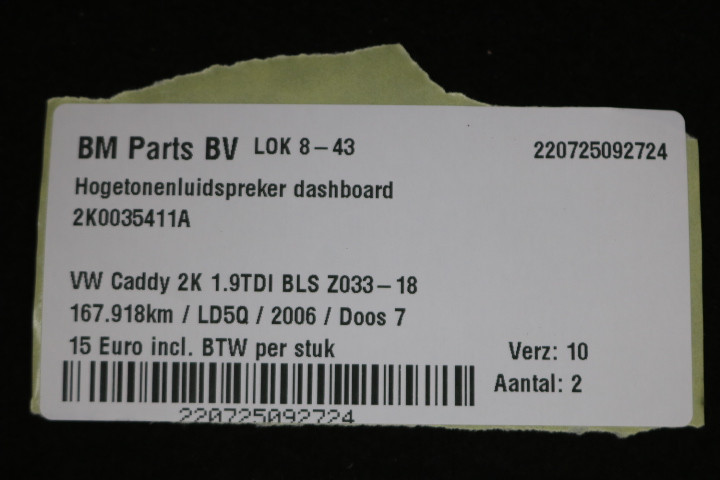 BM Parts BV LOK 8-43 220725092724
Hogetonenluidspreker dashboard
2K0035411A
VW Caddy 2K 1.9TDI BLS Z033-18
167.918km / LD5Q / 2006 / Doos 7
15 Euro incl. BTW per stuk Verz: 10
Aantal: 2
220725092724